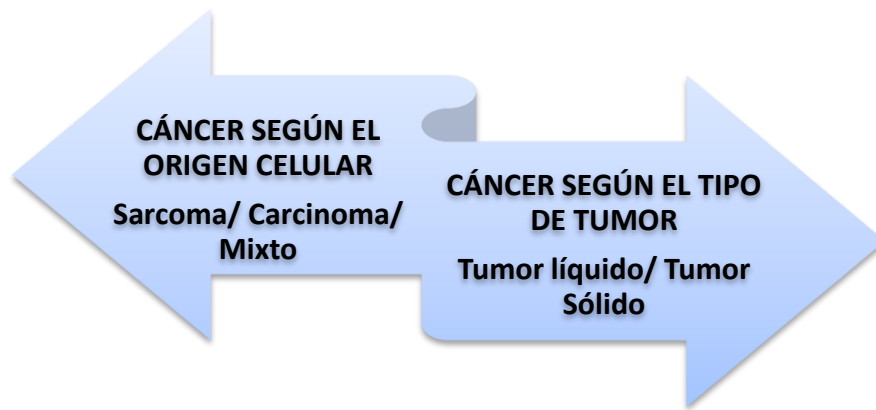 CÁNCER SEGÚN EL
ORIGEN CELULAR
Sarcoma/ Carcinoma/
Mixto
CÁNCER SEGÚN EL TIPO
DE TUMOR
Tumor líquido/ Tumor
Sólido